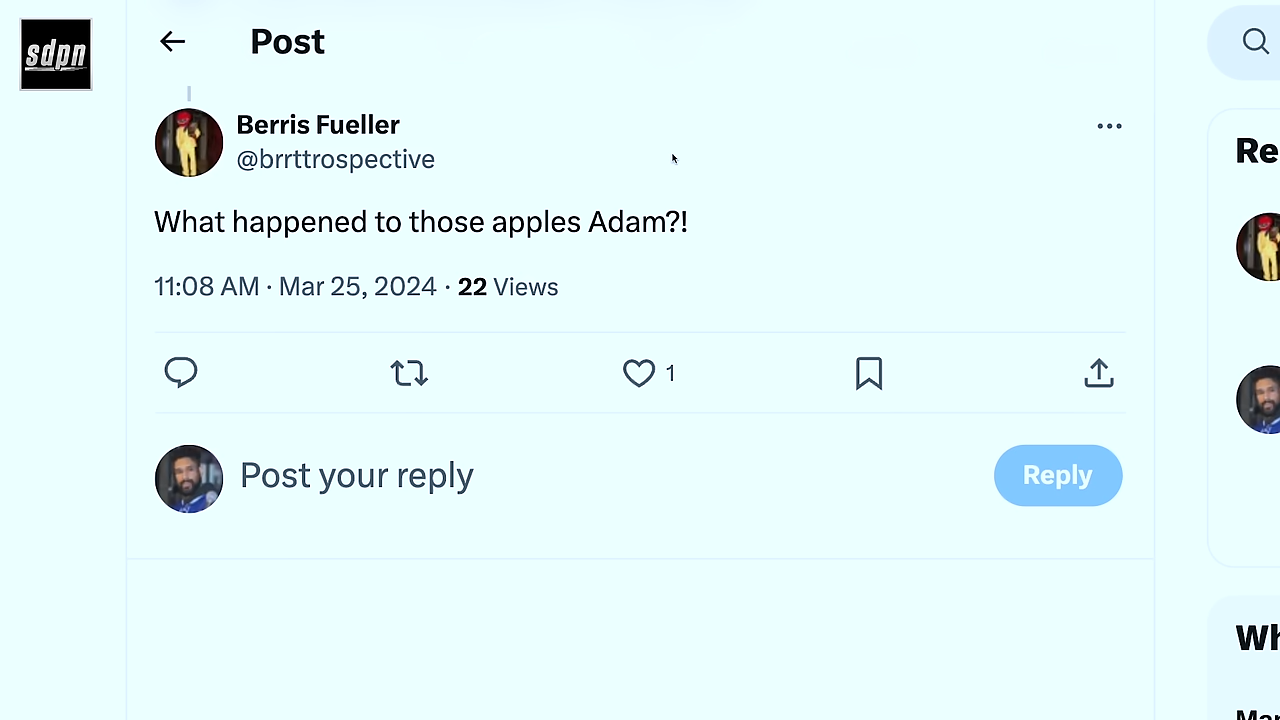 sdpn
Post
Berris Fueller
@brrttrospective
What happened to those apples Adam?!
11:08 AM · Mar 25, 2024 · 22 Views
1
Post your reply
Reply
Re
Wh